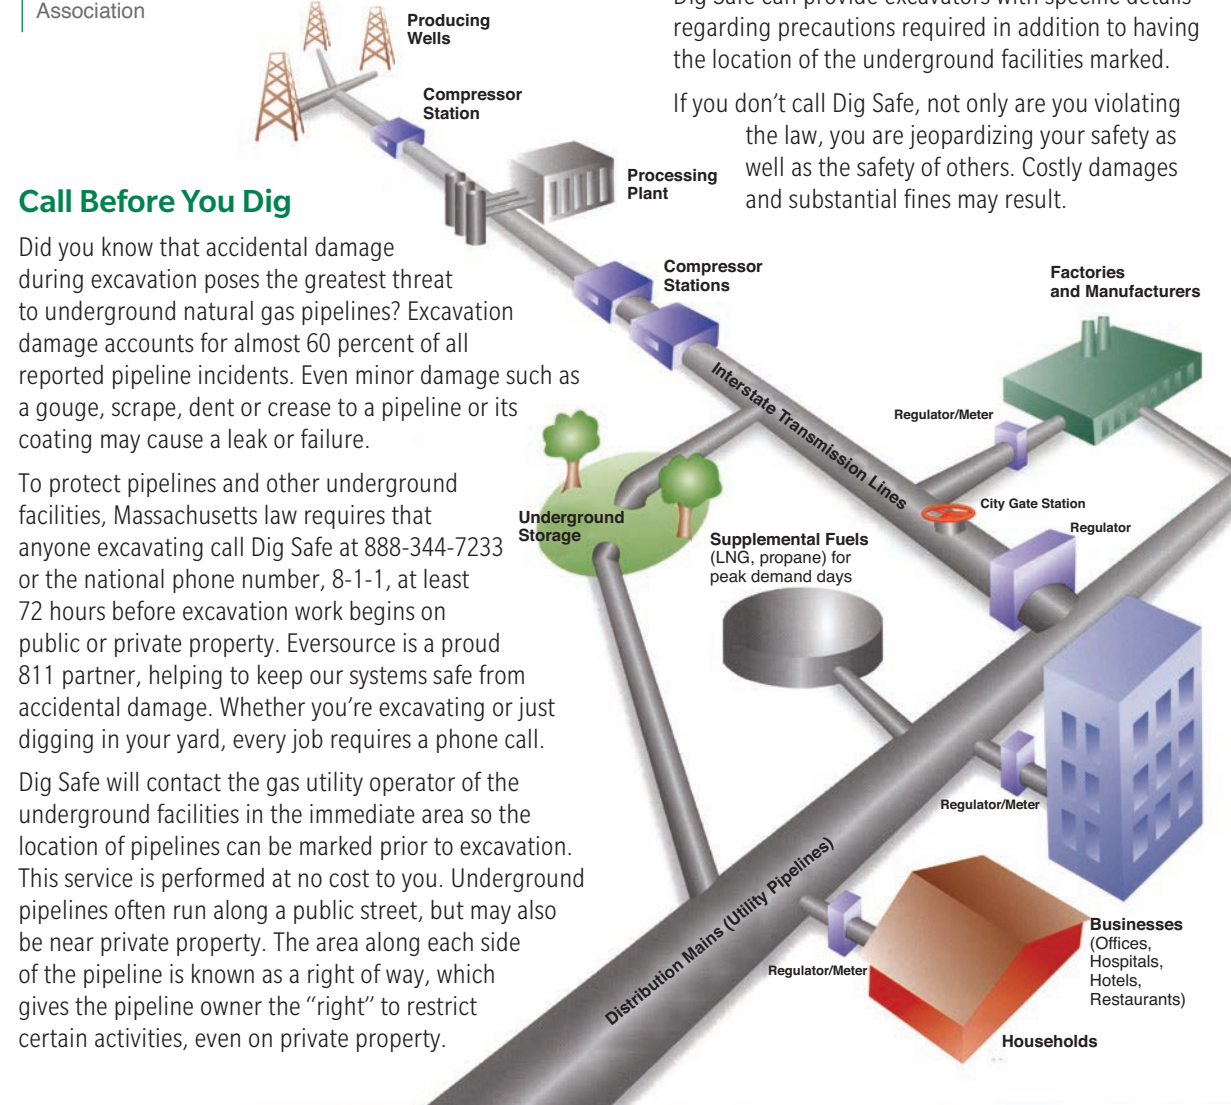 Association
Dig Safe can provide excavators with specific details
regarding precautions required in addition to having
the location of the underground facilities marked.
If you don’t call Dig Safe, not only are you violating
the law, you are jeopardizing your safety as
well as the safety of others. Costly damages
and substantial fines may result.
Call Before You Dig
Did you know that accidental damage
during excavation poses the greatest threat
to underground natural gas pipelines? Excavation
damage accounts for almost 60 percent of all
reported pipeline incidents. Even minor damage such as
a gouge, scrape, dent or crease to a pipeline or its
coating may cause a leak or failure.
To protect pipelines and other underground
facilities, Massachusetts law requires that
anyone excavating call Dig Safe at 888-344-7233
or the national phone number, 8-1-1, at least
72 hours before excavation work begins on
public or private property. Eversource is a proud
811 partner, helping to keep our systems safe from
accidental damage. Whether you’re excavating or just
digging in your yard, every job requires a phone call.
Dig Safe will contact the gas utility operator of the
underground facilities in the immediate area so the
location of pipelines can be marked prior to excavation.
This service is performed at no cost to you. Underground
pipelines often run along a public street, but may also
be near private property. The area along each side
of the pipeline is known as a right of way, which
gives the pipeline owner the “right” to restrict
certain activities, even on private property.
Producing
Wells
Compressor
Station
Processing
Plant
Compressor
Stations
Factories
and Manufacturers
Interstate Transmission Lines
Regulator/Meter
City Gate Station
Regulator
Underground
Storage
Supplemental Fuels
(LNG, propane) for
peak demand days
Regulator/Meter
Distribution Mains (Utility Pipelines)
Regulator/Meter
Businesses
(Offices,
Hospitals,
Hotels,
Restaurants)
Households